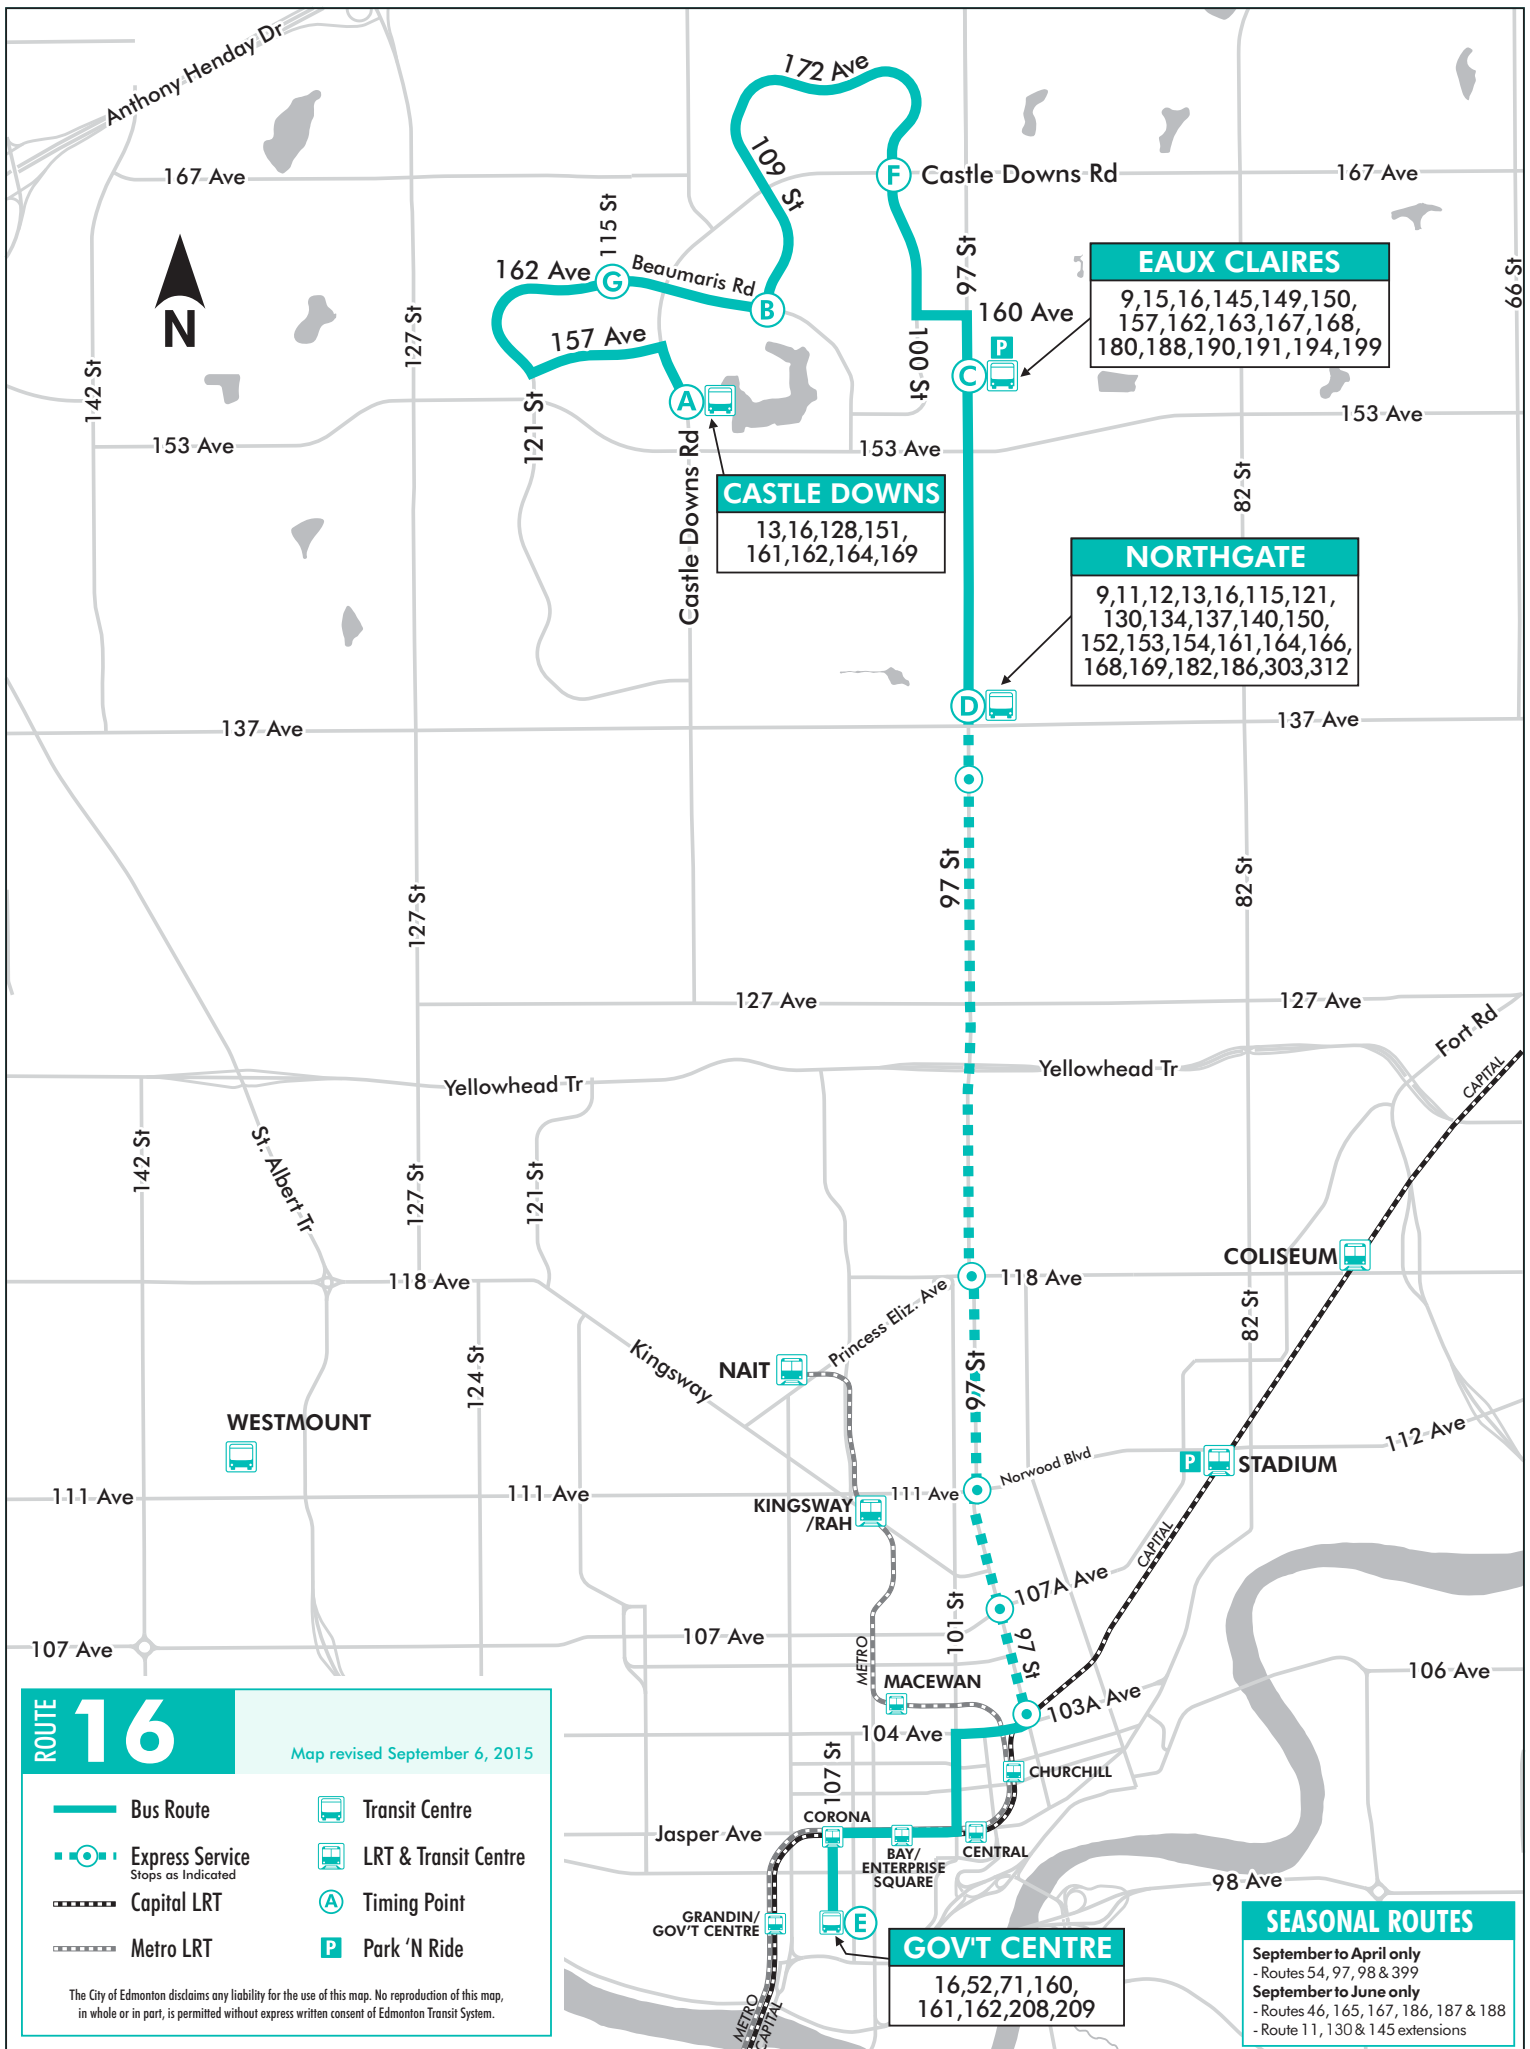 Anthony Henday Dr
172 Ave
109 St
167 Ave
F
Castle Downs Rd
167 Ave
115 St
97 St
66 St
162 Ave
G
Beaumaris Rd
B
160 Ave
EAUX CLAIRES
9,15,16,145,149,150,
157,162,163,167,168,
180,188,190,191,194,199
N
127 St
157 Ave
100 St
P
C
142 St
A
121 St
153 Ave
153 Ave
153 Ave
Castle Downs Rd
82 St
CASTLE DOWNS
13,16,128,151,
161,162,164,169
NORTHGATE
9,11,12,13,16,115,121,
130,134,137,140,150,
152,153,154,161,164,166,
168,169,182,186,303,312
D
137 Ave
137 Ave
97 St
127 St
82 St
127 Ave
127 Ave
Fort Rd
Yellowhead Tr
Yellowhead Tr
CAPITAL
142 St
St. Albert Tr
127 St
121 St
COLISEUM
118 Ave
118 Ave
Princess Eliz. Ave
82 St
NAIT
Kingsway
124 St
97 St
WESTMOUNT
112 Ave
Norwood Blvd
P
STADIUM
111 Ave
111 Ave
KINGSWAY
/RAH
111 Ave
CAPITAL
107A Ave
101 St
107 Ave
107 Ave
METRO
97 St
106 Ave
MACEWAN
103A Ave
104 Ave
107 St
CHURCHILL
CORONA
Jasper Ave
BAY/
ENTERPRISE
SQUARE
CENTRAL
98 Ave
GRANDIN/
GOV'T CENTRE
E
GOV'T CENTRE
16,52,71,160,
161,162,208,209
METRO
CAPITAL
ROUTE
16
Map revised September 6, 2015
Bus Route
Transit Centre
Express Service
Stops as Indicated
LRT & Transit Centre
Capital LRT
A
Timing Point
Metro LRT
P
Park ‘N Ride
The City of Edmonton disclaims any liability for the use of this map. No reproduction of this map,
in whole or in part, is permitted without express written consent of Edmonton Transit System.
SEASONAL ROUTES
September to April only
- Routes 54, 97, 98 & 399
September to June only
- Routes 46, 165, 167, 186, 187 & 188
- Route 11, 130 & 145 extensions